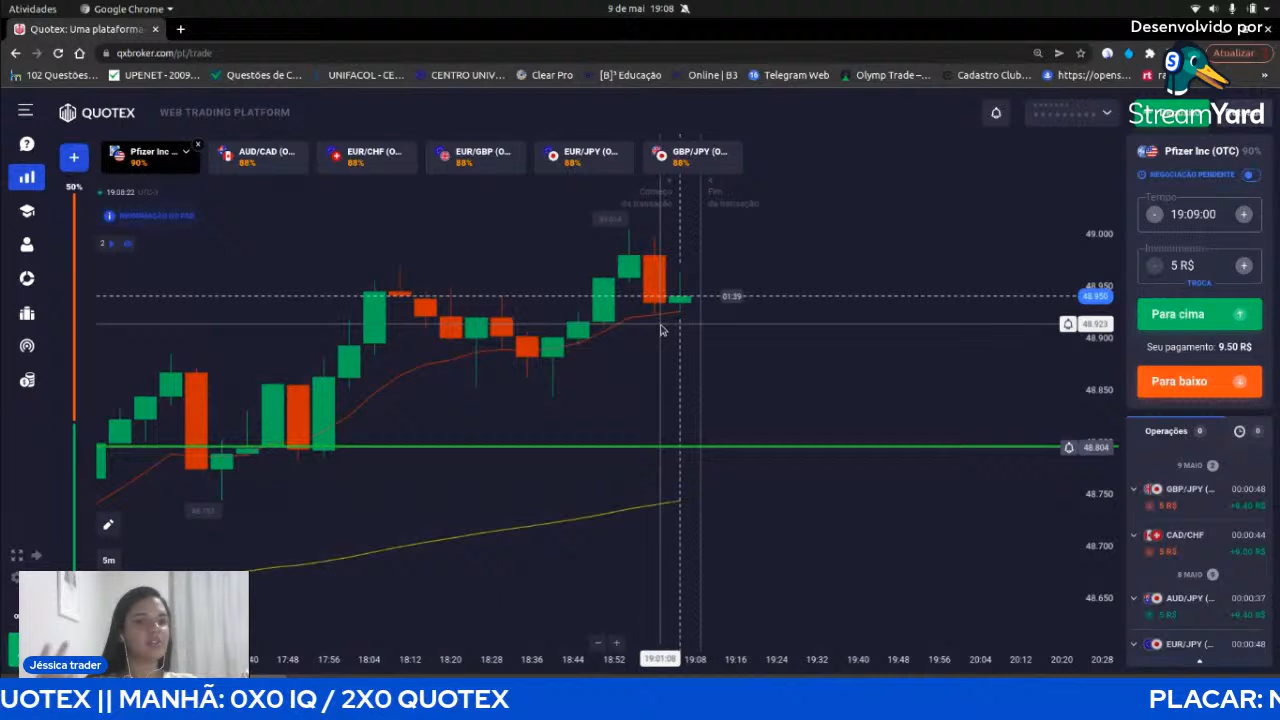 Atividades
Google Chrome
9 de mai 19:08
Quotex: Uma plataforma
Desenvolvido por
qxbroker.com/pt/trade
Atualizar
102 Questões...
UPENET - 2009...
Questões de C...
UNIFACOL - CE...
CENTRO UNIV...
Clear Pro
[B]³ Educação
Online | B3
Telegram Web
Olymp Trade –...
Cadastro Club...
https://opens...
StreamYard
QUOTEX
WEB TRADING PLATFORM
Pfizer Inc ...
90%
AUD/CAD (O...
88%
EUR/CHF (O...
88%
EUR/GBP (O...
88%
EUR/JPY (O...
88%
GBP/JPY (O...
88%
Pfizer Inc (OTC) 90%
NEGOCIAÇÃO PENDENTE
50%
19:08:22 UTC-3
Começo
da transação
Fim
da transação
INFORMAÇÃO DO PAR
2
Tempo
- 19:09:00 +
Investimento
- 5 R$ +
TROCA
Para cima
Seu pagamento: 9.50 R$
Para baixo
49.000
48.950
48.950
01:39
48.923
48.900
48.850
48.804
48.750
48.700
48.650
Operações 0
0
9 MAIO 2
GBP/JPY (... 00:00:48
5 R$ +9.40 R$
CAD/CHF 00:00:44
5 R$ +9.00 R$
8 MAIO
AUD/JPY (... 00:00:37
5 R$ +9.40 R$
EUR/JPY (... 00:00:48
5m
17:48
17:56
18:04
18:12
18:20
18:28
18:36
18:44
18:52
19:01:08
19:08
19:16
19:24
19:32
19:40
19:48
19:56
20:04
20:12
20:20
20:28
Jéssica trader
UOTEX || MANHÃ: 0X0 IQ / 2X0 QUOTEX
PLACAR: N